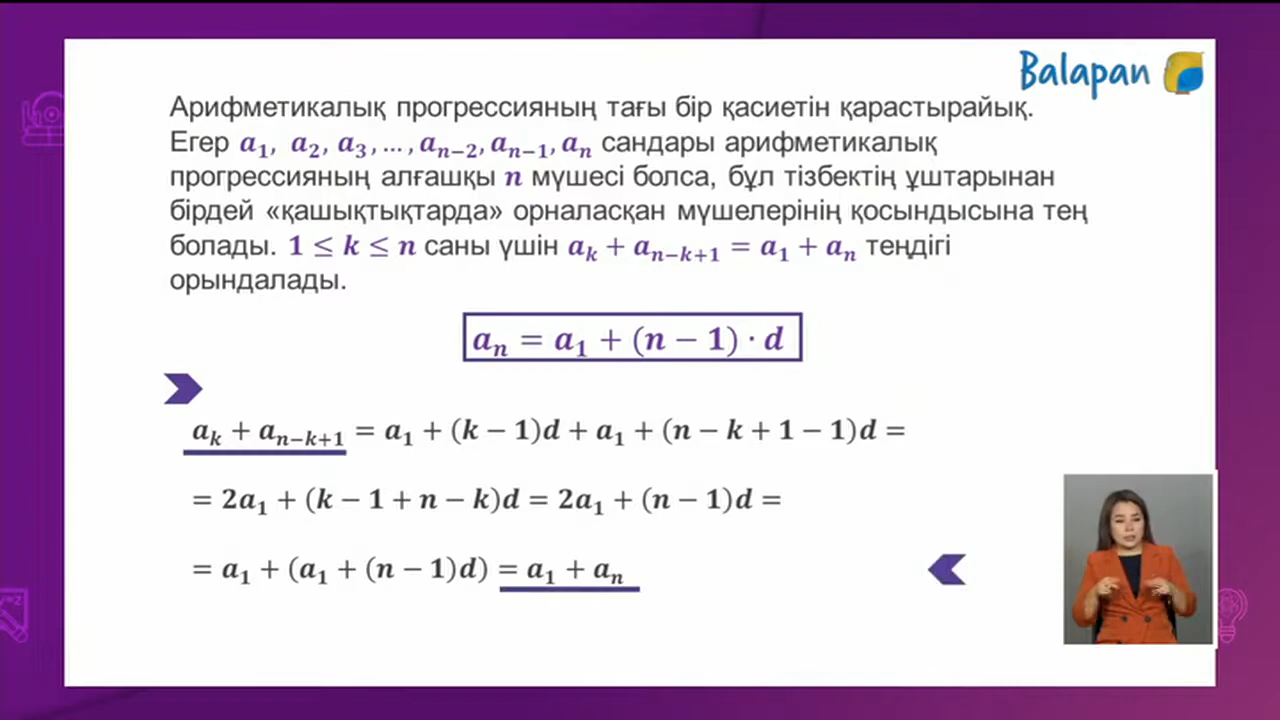 Balapan
Арифметикалық прогрессияның тағы бір қасиетін қарастырайық.
Егер a₁, a₂, a₃, …, aₙ₋₂, aₙ₋₁, aₙ сандары арифметикалық
прогрессияның алғашқы n мүшесі болса, бұл тізбектің ұштарынан
бірдей «қашықтықтарда» орналасқан мүшелерінің қосындысына тең
болады. 1 ≤ k ≤ n саны үшін aₖ + aₙ₋ₖ₊₁ = a₁ + aₙ теңдігі
орындалады.
aₙ = a₁ + (n − 1) · d
aₖ + aₙ₋ₖ₊₁ = a₁ + (k − 1)d + a₁ + (n − k + 1 − 1)d =
= 2a₁ + (k − 1 + n − k)d = 2a₁ + (n − 1)d =
= a₁ + (a₁ + (n − 1)d) = a₁ + aₙ